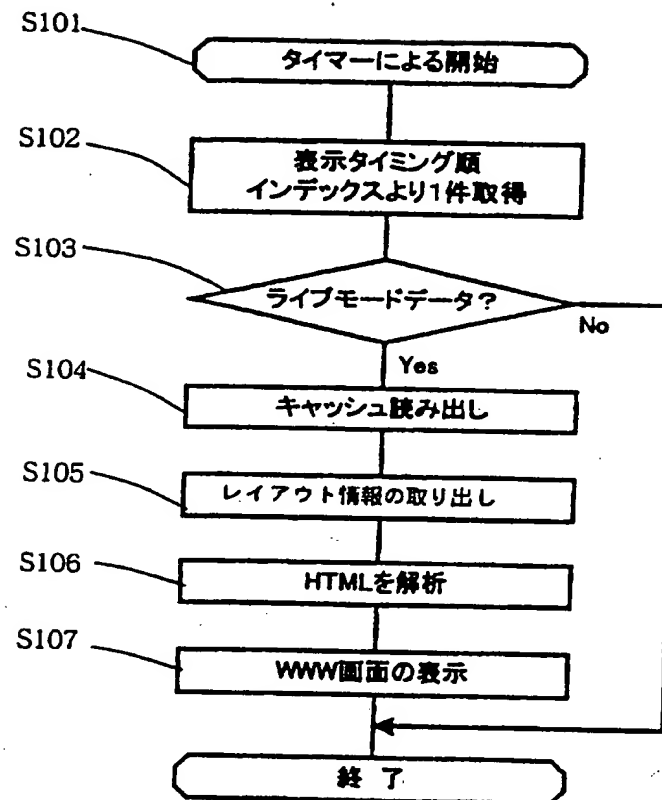 S101
タイマーによる開始
S102
表示タイミング順
インデックスより1件取得
S103
ライブモードデータ?
No
Yes
S104
キャッシュ読み出し
S105
レイアウト情報の取り出し
S106
HTMLを解析
S107
WWW画面の表示
終 了